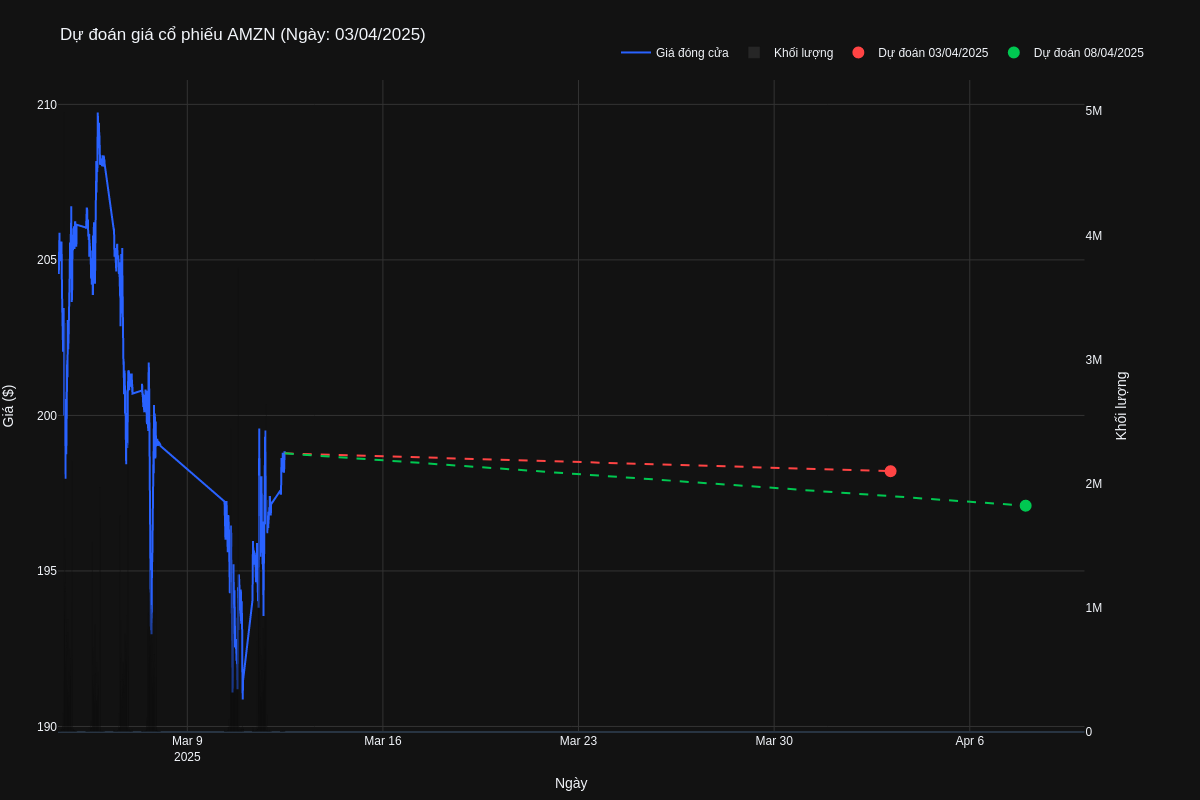 Dự đoán giá cổ phiếu AMZN (Ngày: 03/04/2025)
Giá đóng cửa
Khối lượng
Dự đoán 03/04/2025
Dự đoán 08/04/2025
210
205
200
195
190
Giá ($)
5M
4M
3M
2M
1M
0
Khối lượng
Mar 9
2025
Mar 16
Mar 23
Mar 30
Apr 6
Ngày